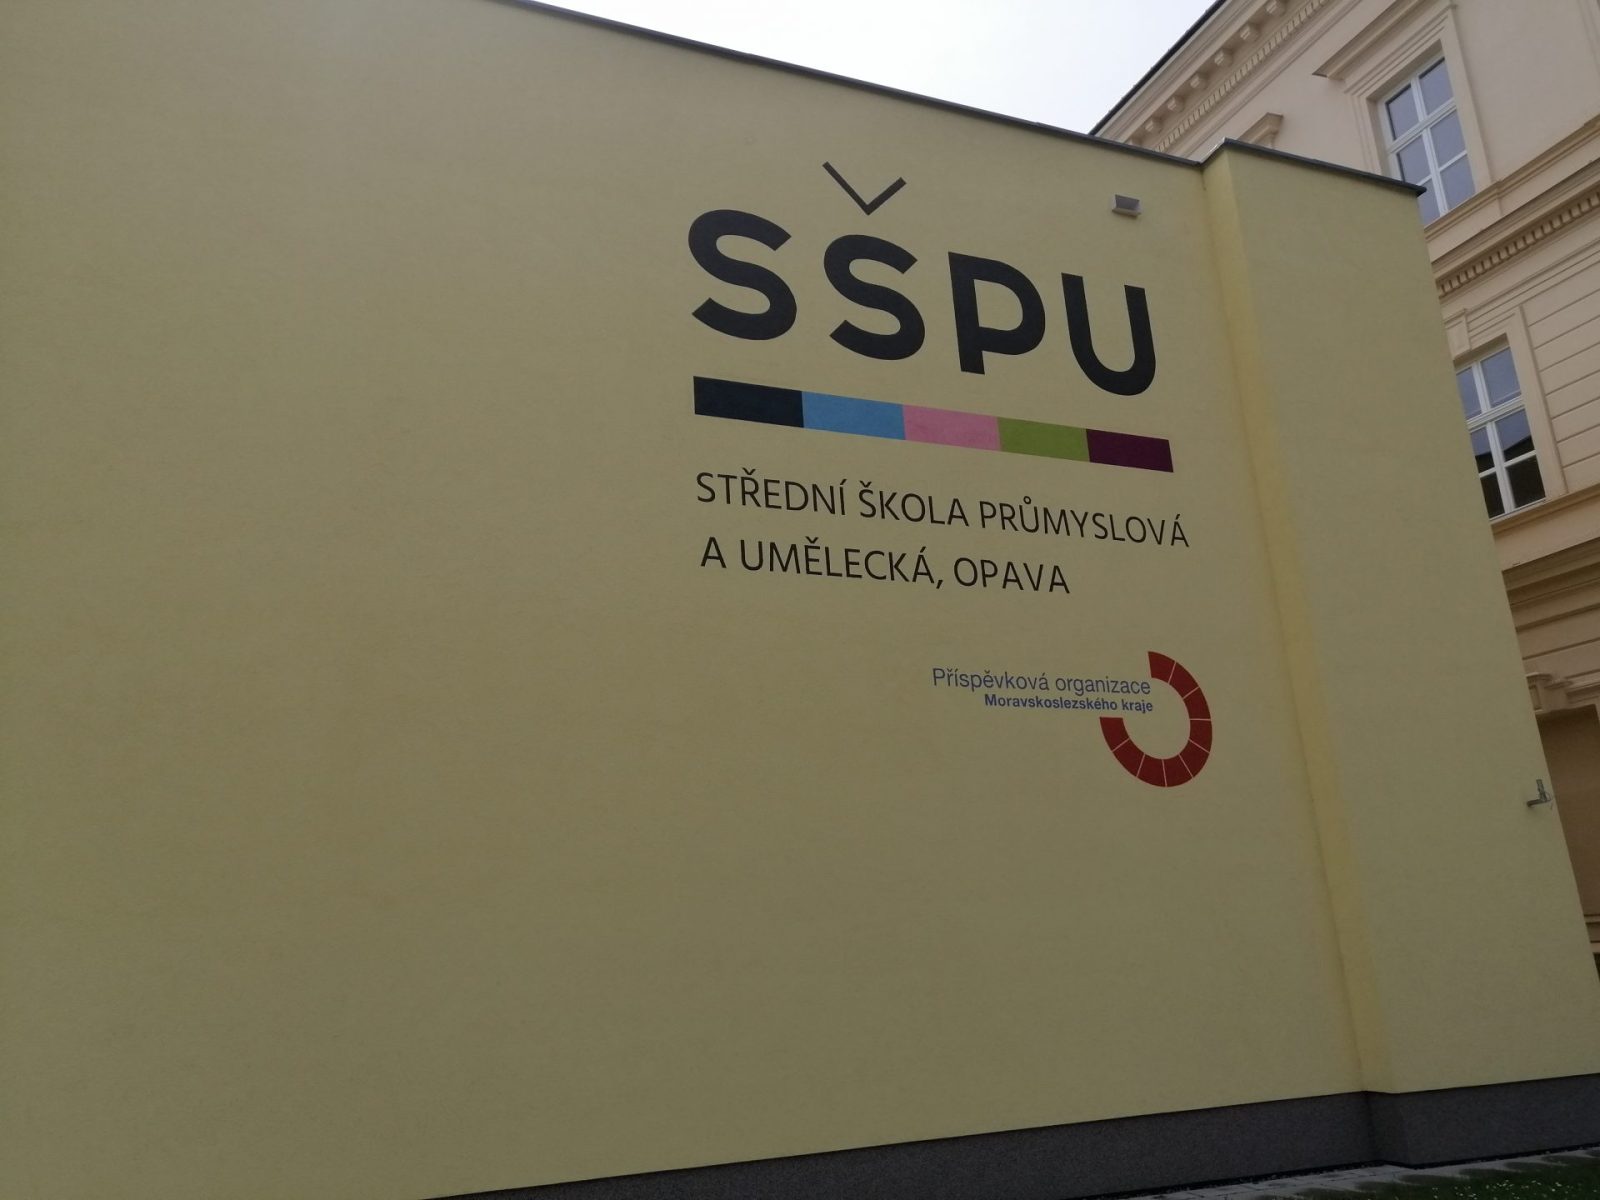 SŠPU
STŘEDNÍ ŠKOLA PRŮMYSLOVÁ
A UMĚLECKÁ, OPAVA
Příspěvková organizace
Moravskoslezského kraje